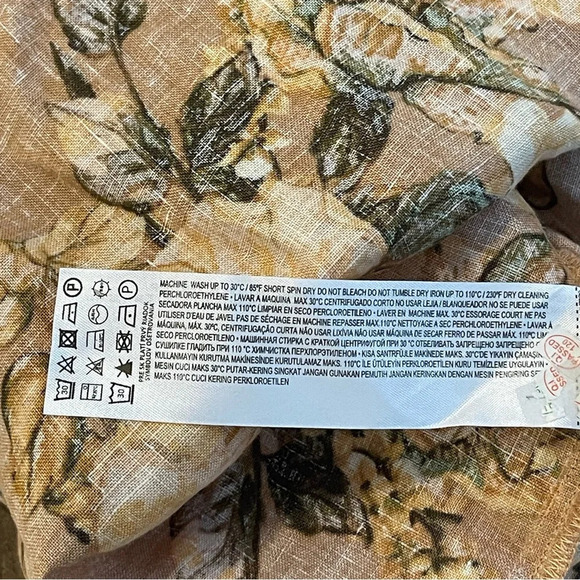 MACHINE WASH UP TO 30°C / 85°F SHORT SPIN DRY DO NOT BLEACH DO NOT TUMBLE DRY IRON UP TO 110°C / 230°F DRY CLEANING
PERCHLOROETHYLENE • LAVAR A MAQUINA. MAX 30°C CENTRIFUGADO CORTO NO USAR LEJA / BLANQUEADOR NO SE PUEDE USAR
SECADORA PLANCHA MAX 110°C LIMPIAR EN SECO PERCLOROETILENO • LAVER EN MACHINE MAX. 30°C ESSORAGE COURT NE PAS
UTILISER D'EAU DE JAVEL PAS DE SÉCHAGE EN MACHINE REPASSER MAX. 110°C NETTOYAGE A SEC PERCHLOROÉTHYLENE • LAVAR À
MÁQUINA. MÁX. 30°C, CENTRIFUGAÇÃO CURTA NÃO USAR LIXÍVIA NÃO USAR MÁQUINA DE SECAR FERRO DE PASSAR MÁX. 110°C
SECO PERCLOROETILENO • МАШИННАЯ СТИРКА С КРАТКОЙ ЦЕНТРИФУГОЙ ПРИ 30 °C ОТБЕЛИВАТЬ ЗАПРЕЩЕНО ЗАПРЕЩЕНО
СУШИТЬ ГЛАДИТЬ ПРИ 110 °C ХИМЧИСТКА ПЕРХЛОРЭТИЛЕНОМ • KISA SANTRİFÜJLE MAKİNEDE MAKS. 30°C'DE YIKAYIN ÇAMAŞIR
KULLANMAYIN KURUTMA MAKİNESİNDE KURUTULAMAZ MAKS. 110°C İLE ÜTÜLEYİN PERKLOROETİLEN KURU TEMİZLEME UYGULAYIN •
MESIN CUCI MAKS 30°C PUTAR-KERING SINGKAT JANGAN GUNAKAN PEMUTIH JANGAN KERINGKAN DENGAN MESIN PENGERING
MAKS 110°C CUCI KERING PERKLOROETILEN
30
30
P
P